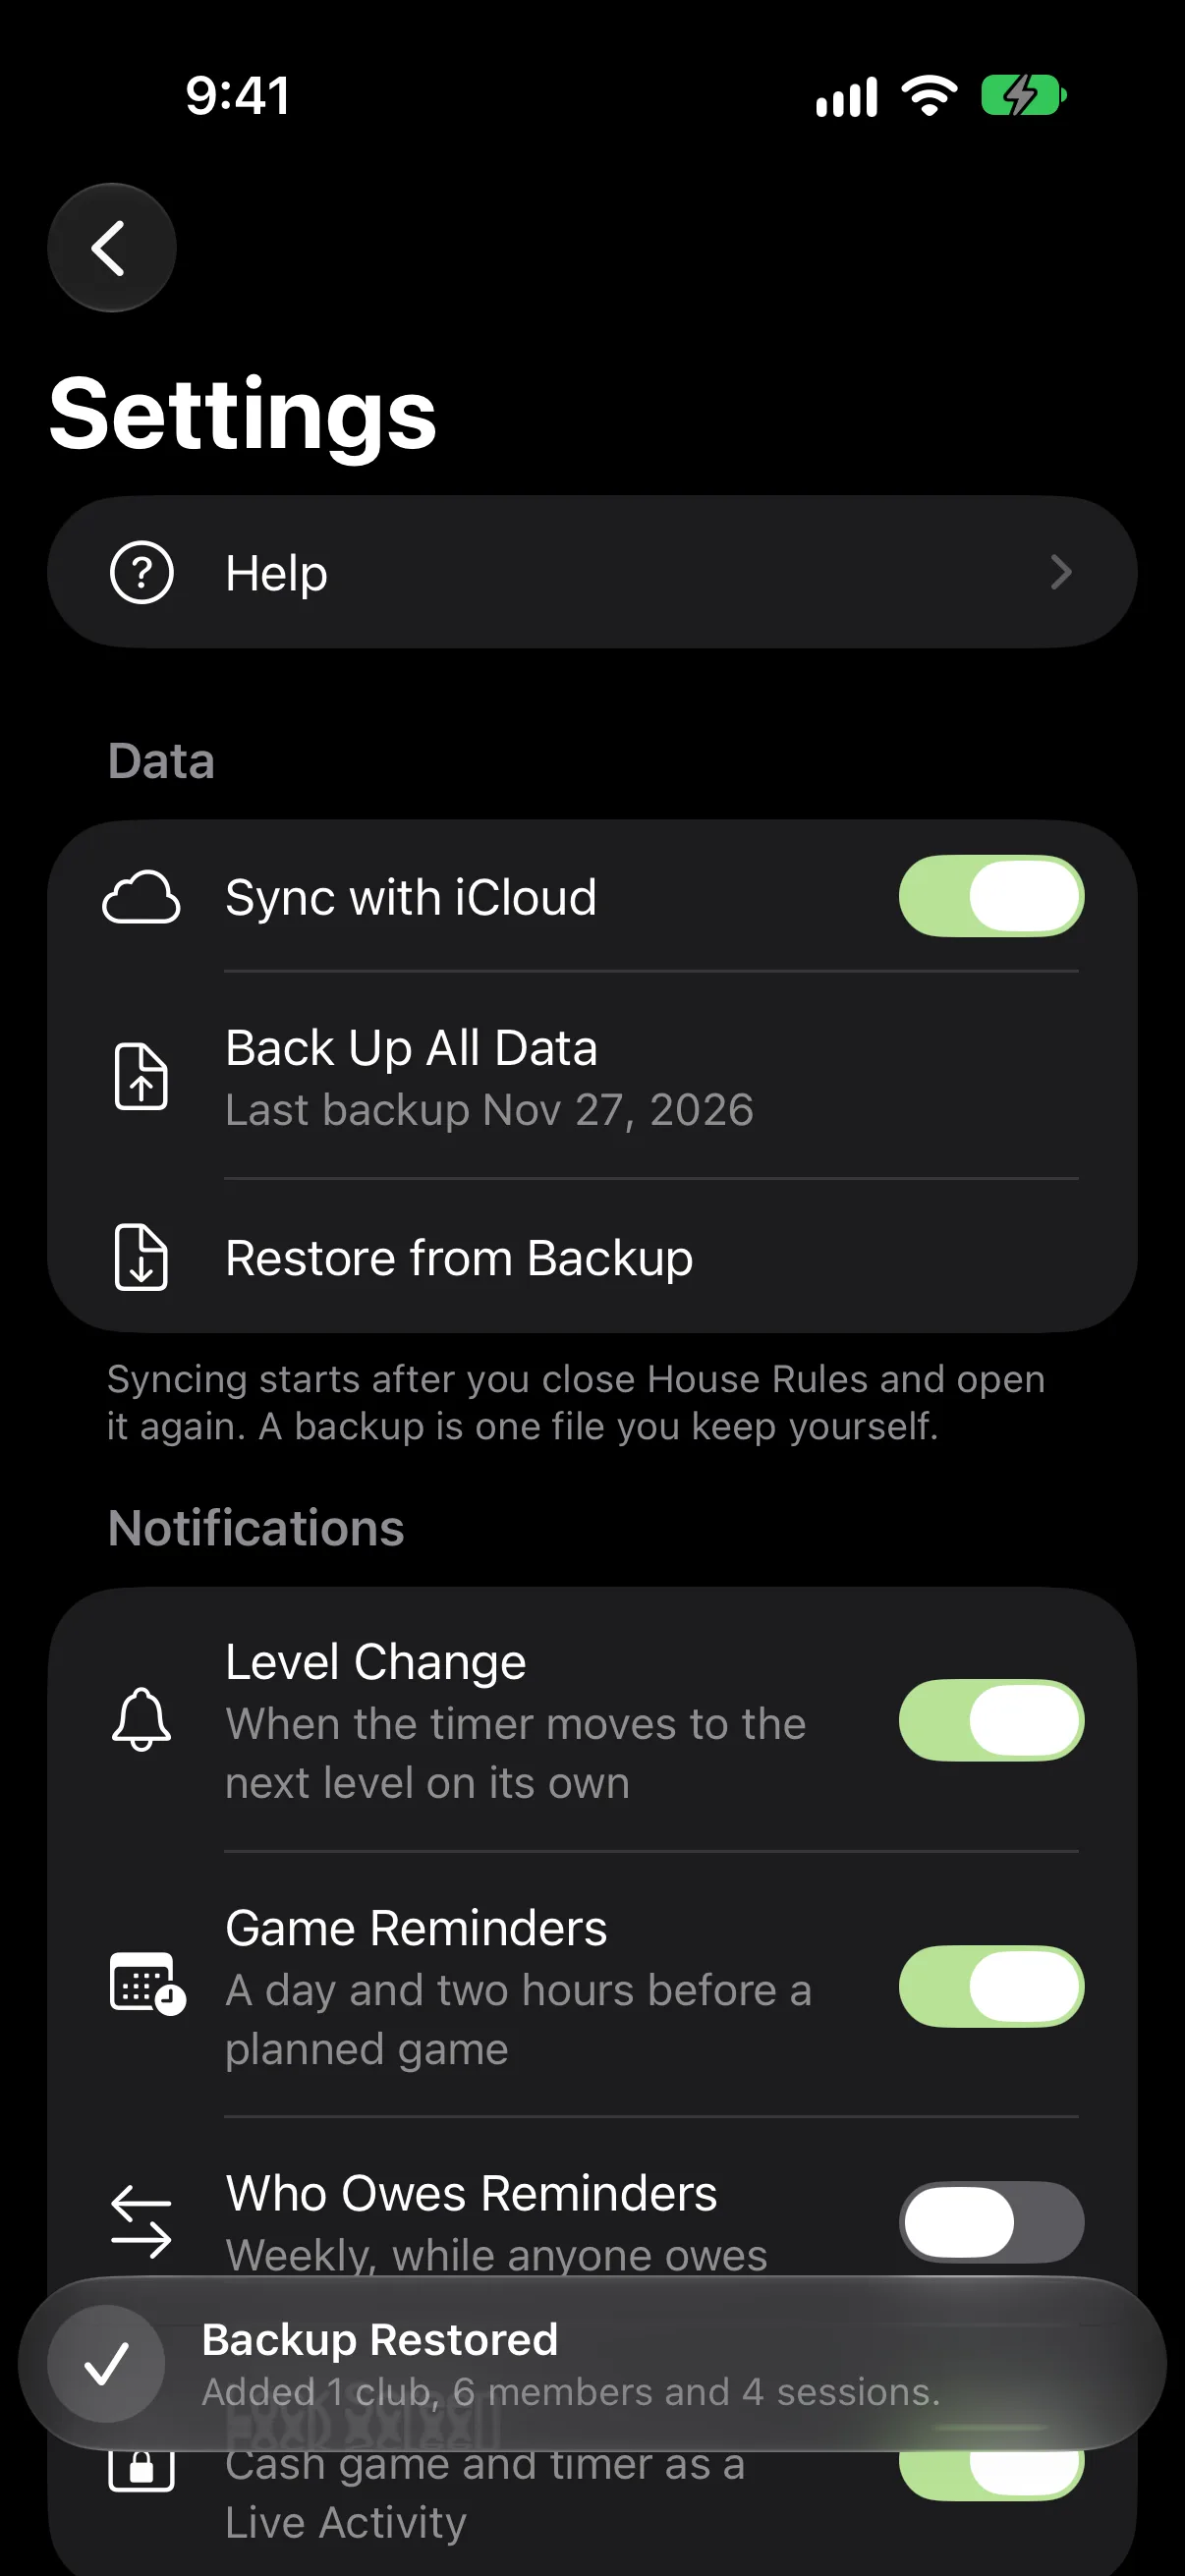 9:41
Settings
Help
Data
Sync with iCloud
Back Up All Data
Last backup Nov 27, 2026
Restore from Backup
Syncing starts after you close House Rules and open
it again. A backup is one file you keep yourself.
Notifications
Level Change
When the timer moves to the
next level on its own
Game Reminders
A day and two hours before a
planned game
Who Owes Reminders
Weekly, while anyone owes
Backup Restored
Added 1 club, 6 members and 4 sessions.
Cash game and timer as a
Live Activity